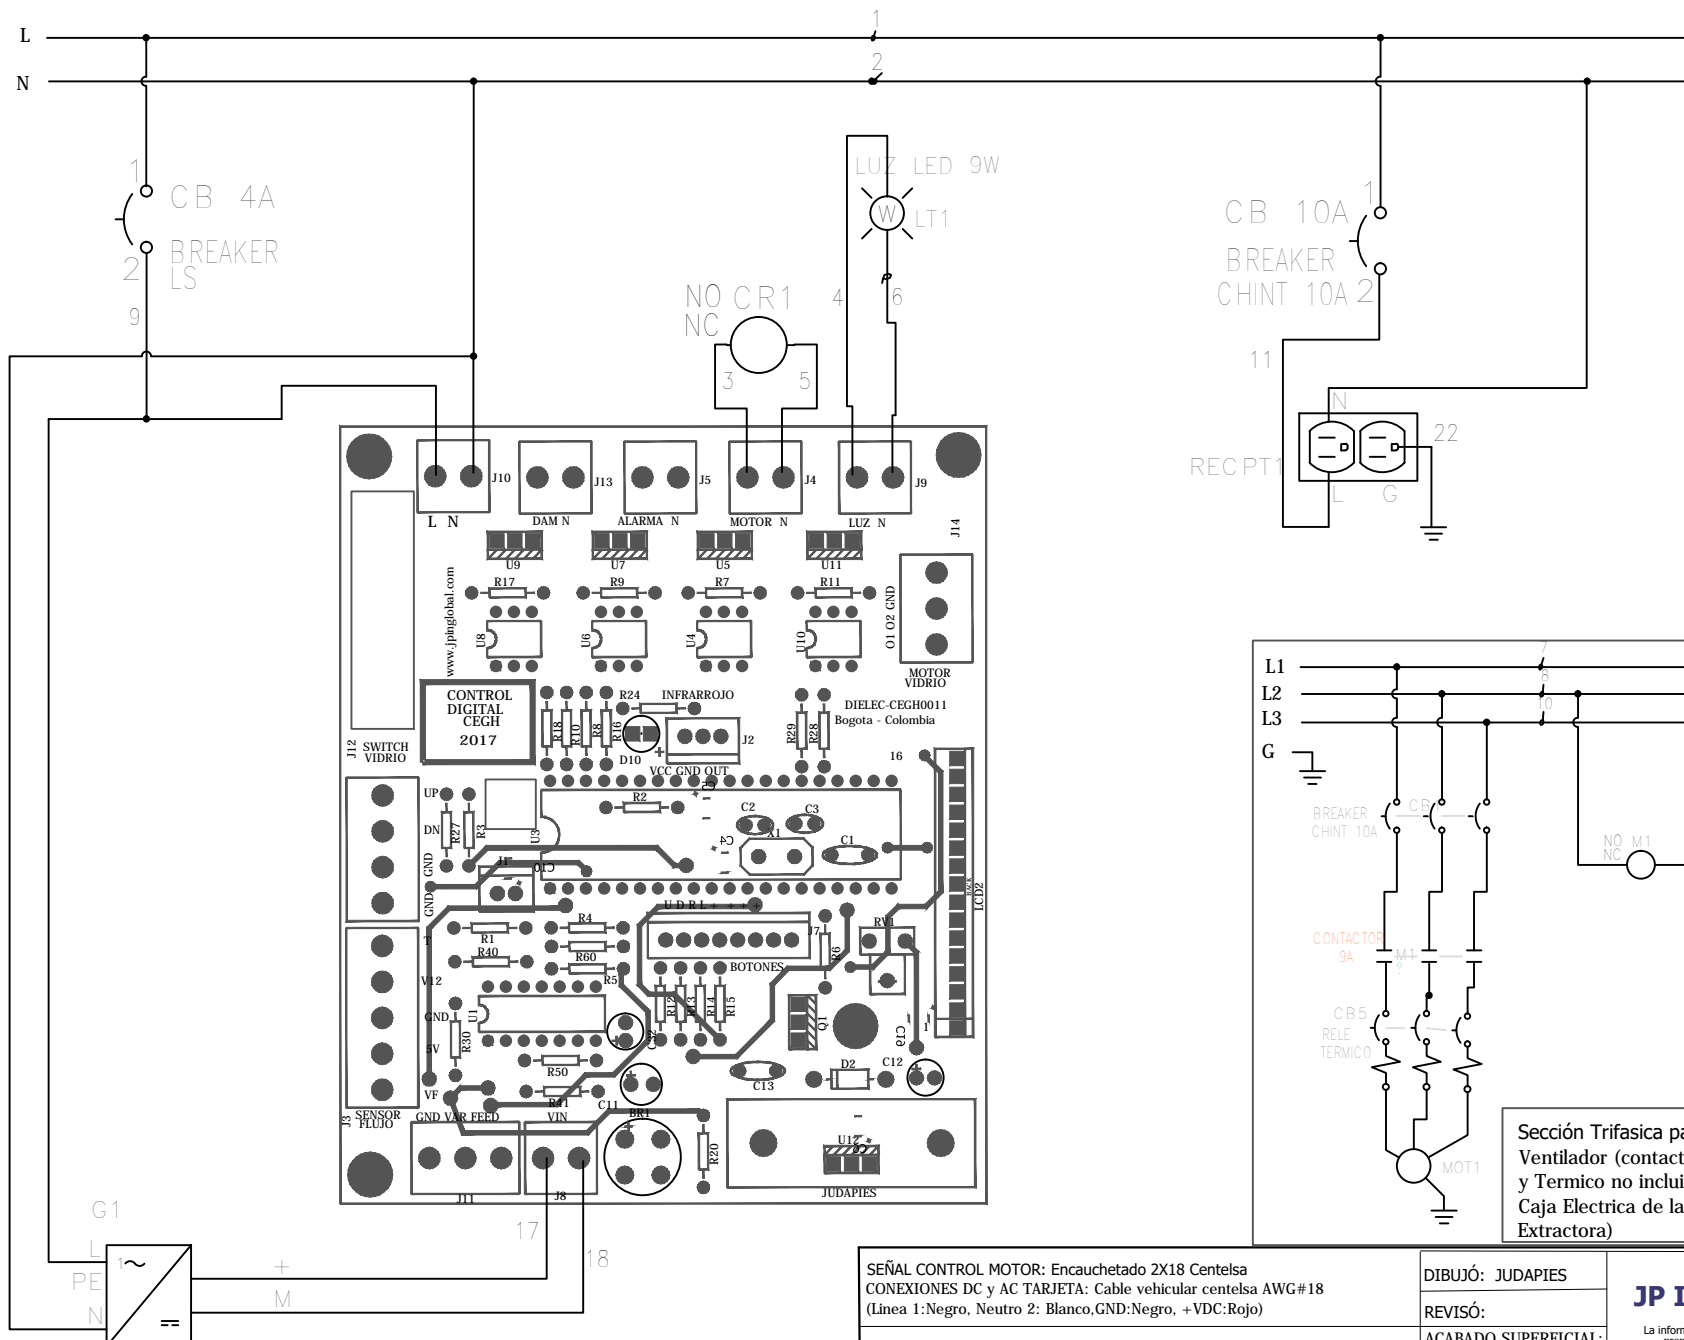 L
N
1
2
1
CB 4A
2
BREAKER
LS
9
LUZ LED 9W
W
LT1
4
6
NO
NC
CR1
3
5
CB 10A
1
BREAKER
CHINT 10A
2
11
N
22
RECPT1
L
G
J10
J13
J5
J4
J9
L N
DAM N
ALARMA N
MOTOR N
LUZ N
J14
U9
U7
U5
U11
R17
R9
R7
R11
www.jpinglobal.com
U8
U6
U4
U10
O1 O2 GND
MOTOR
VIDRIO
CONTROL
DIGITAL
CEGH
2017
R18
R10
R8
R16
R24
INFRARROJO
D10
J2
VCC GND OUT
DIELEC-CEGH0011
Bogota - Colombia
R29
R28
16
J12
SWITCH
VIDRIO
UP
DN
GND
GND
R27
R3
U3
R2
C2
C3
X1
C4
C1
J1
C10
BACK
LCD2
U D R L + + + +
J7
BOTONES
R1
R40
R4
R60
R5
R6
RV1
T
V12
GND
5V
VF
R30
U1
R12
R13
R14
R15
Q1
C19
1
R50
R41
C11
C13
D2
C12
J3
SENSOR
FLUJO
GND VAR FEED
VIN
BR1
R20
U12
JUDAPIES
J11
J8
G1
L
PE
N
1
+
M
17
18
L1
L2
L3
G
7
8
10
BREAKER
CHINT 10A
CB
NO
NC
M1
CONTACTOR
9A
M1
CB5
RELE
TERMICO
MOT1
Sección Trifasica pa
Ventilador (contact
y Termico no inclui
Caja Electrica de la
Extractora)
SEÑAL CONTROL MOTOR: Encauchetado 2X18 Centelsa
CONEXIONES DC y AC TARJETA: Cable vehicular centelsa AWG#18
(Linea 1:Negro, Neutro 2: Blanco,GND:Negro, +VDC:Rojo)
DIBUJÓ: JUDAPIES
REVISÓ:
ACABADO SUPERFICIAL:
JP I
La inform